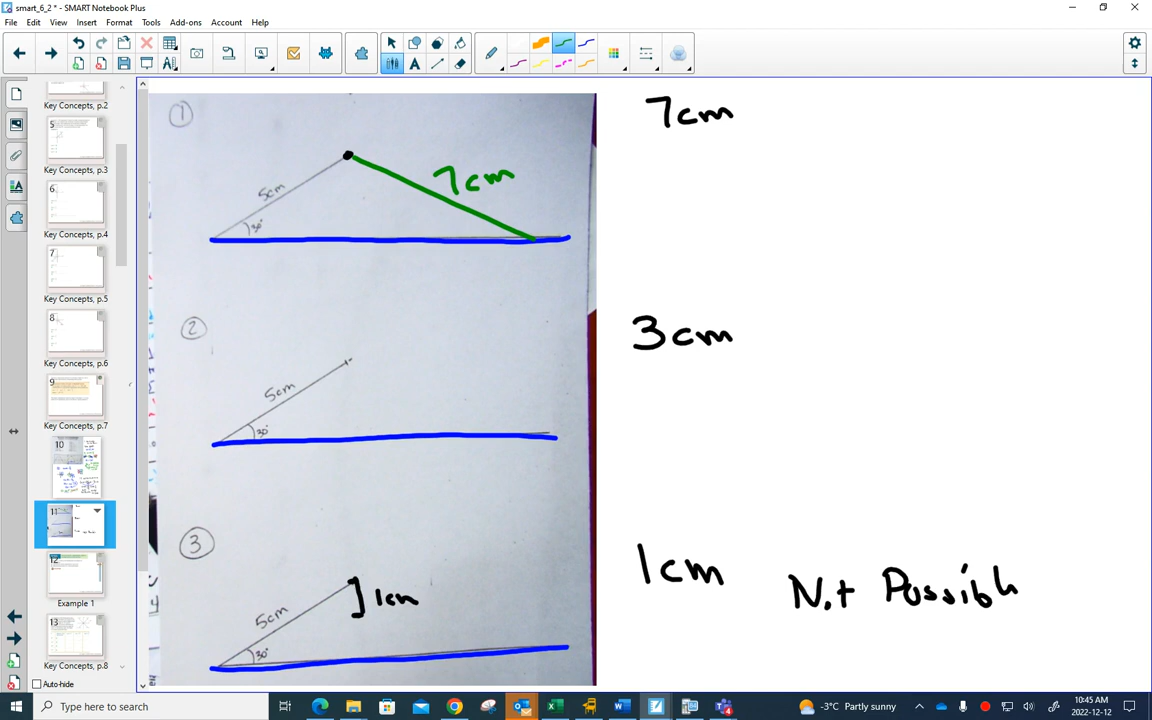 smart_6_2 * - SMART Notebook Plus
File Edit View Insert Format Tools Add-ons Account Help
Key Concepts, p.2
5
Key Concepts, p.3
6
Key Concepts, p.4
7
Key Concepts, p.5
8
Key Concepts, p.6
9
Key Concepts, p.7
10
11
12
Example 1
13
Key Concepts, p.8
Auto-hide
1
5cm
30°
7cm
7cm
2
5cm
30°
3cm
3
5cm
30°
1cm
1cm Not Possible
Type here to search
-3°C Partly sunny
10:45 AM
2022-12-12